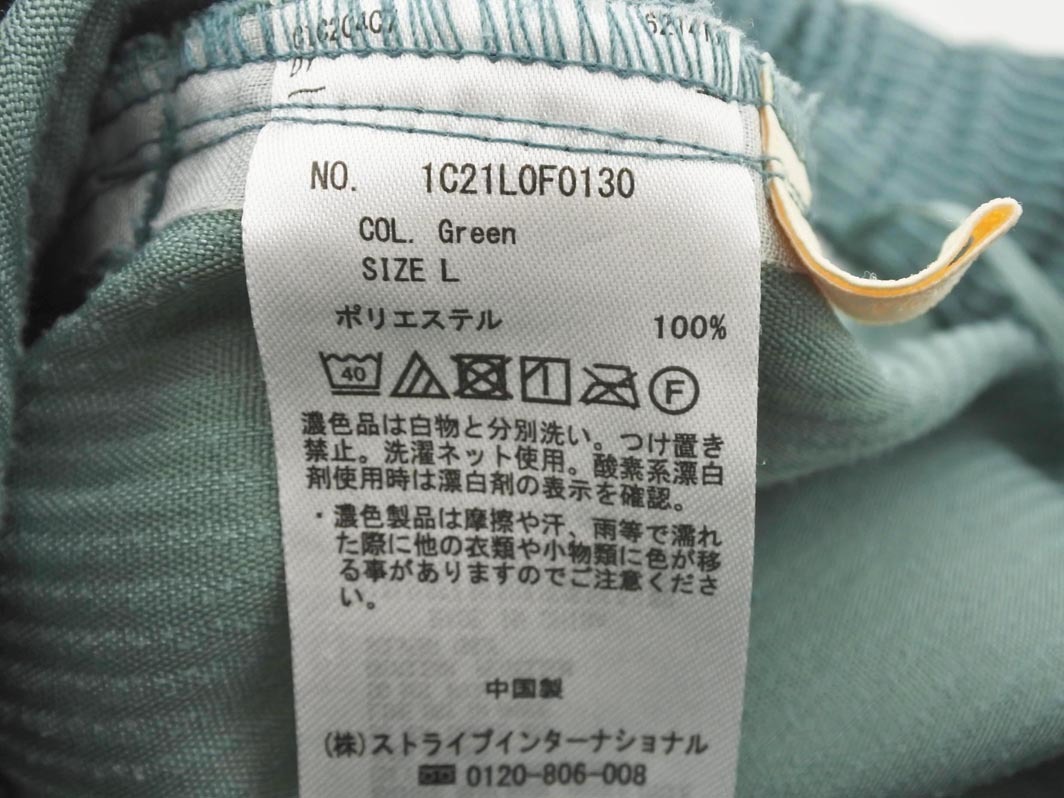 NO. 1C21L0F0130
COL. Green
SIZE L
ポリエステル 100%
40 F
濃色品は白物と分別洗い。つけ置き
禁止。洗濯ネット使用。酸素系漂白
剤使用時は漂白剤の表示を確認。
・濃色製品は摩擦や汗、雨等で濡れ
た際に他の衣類や小物類に色が移
る事がありますのでご注意くださ
い。
中国製
(株)ストライプインターナショナル
0120-806-008